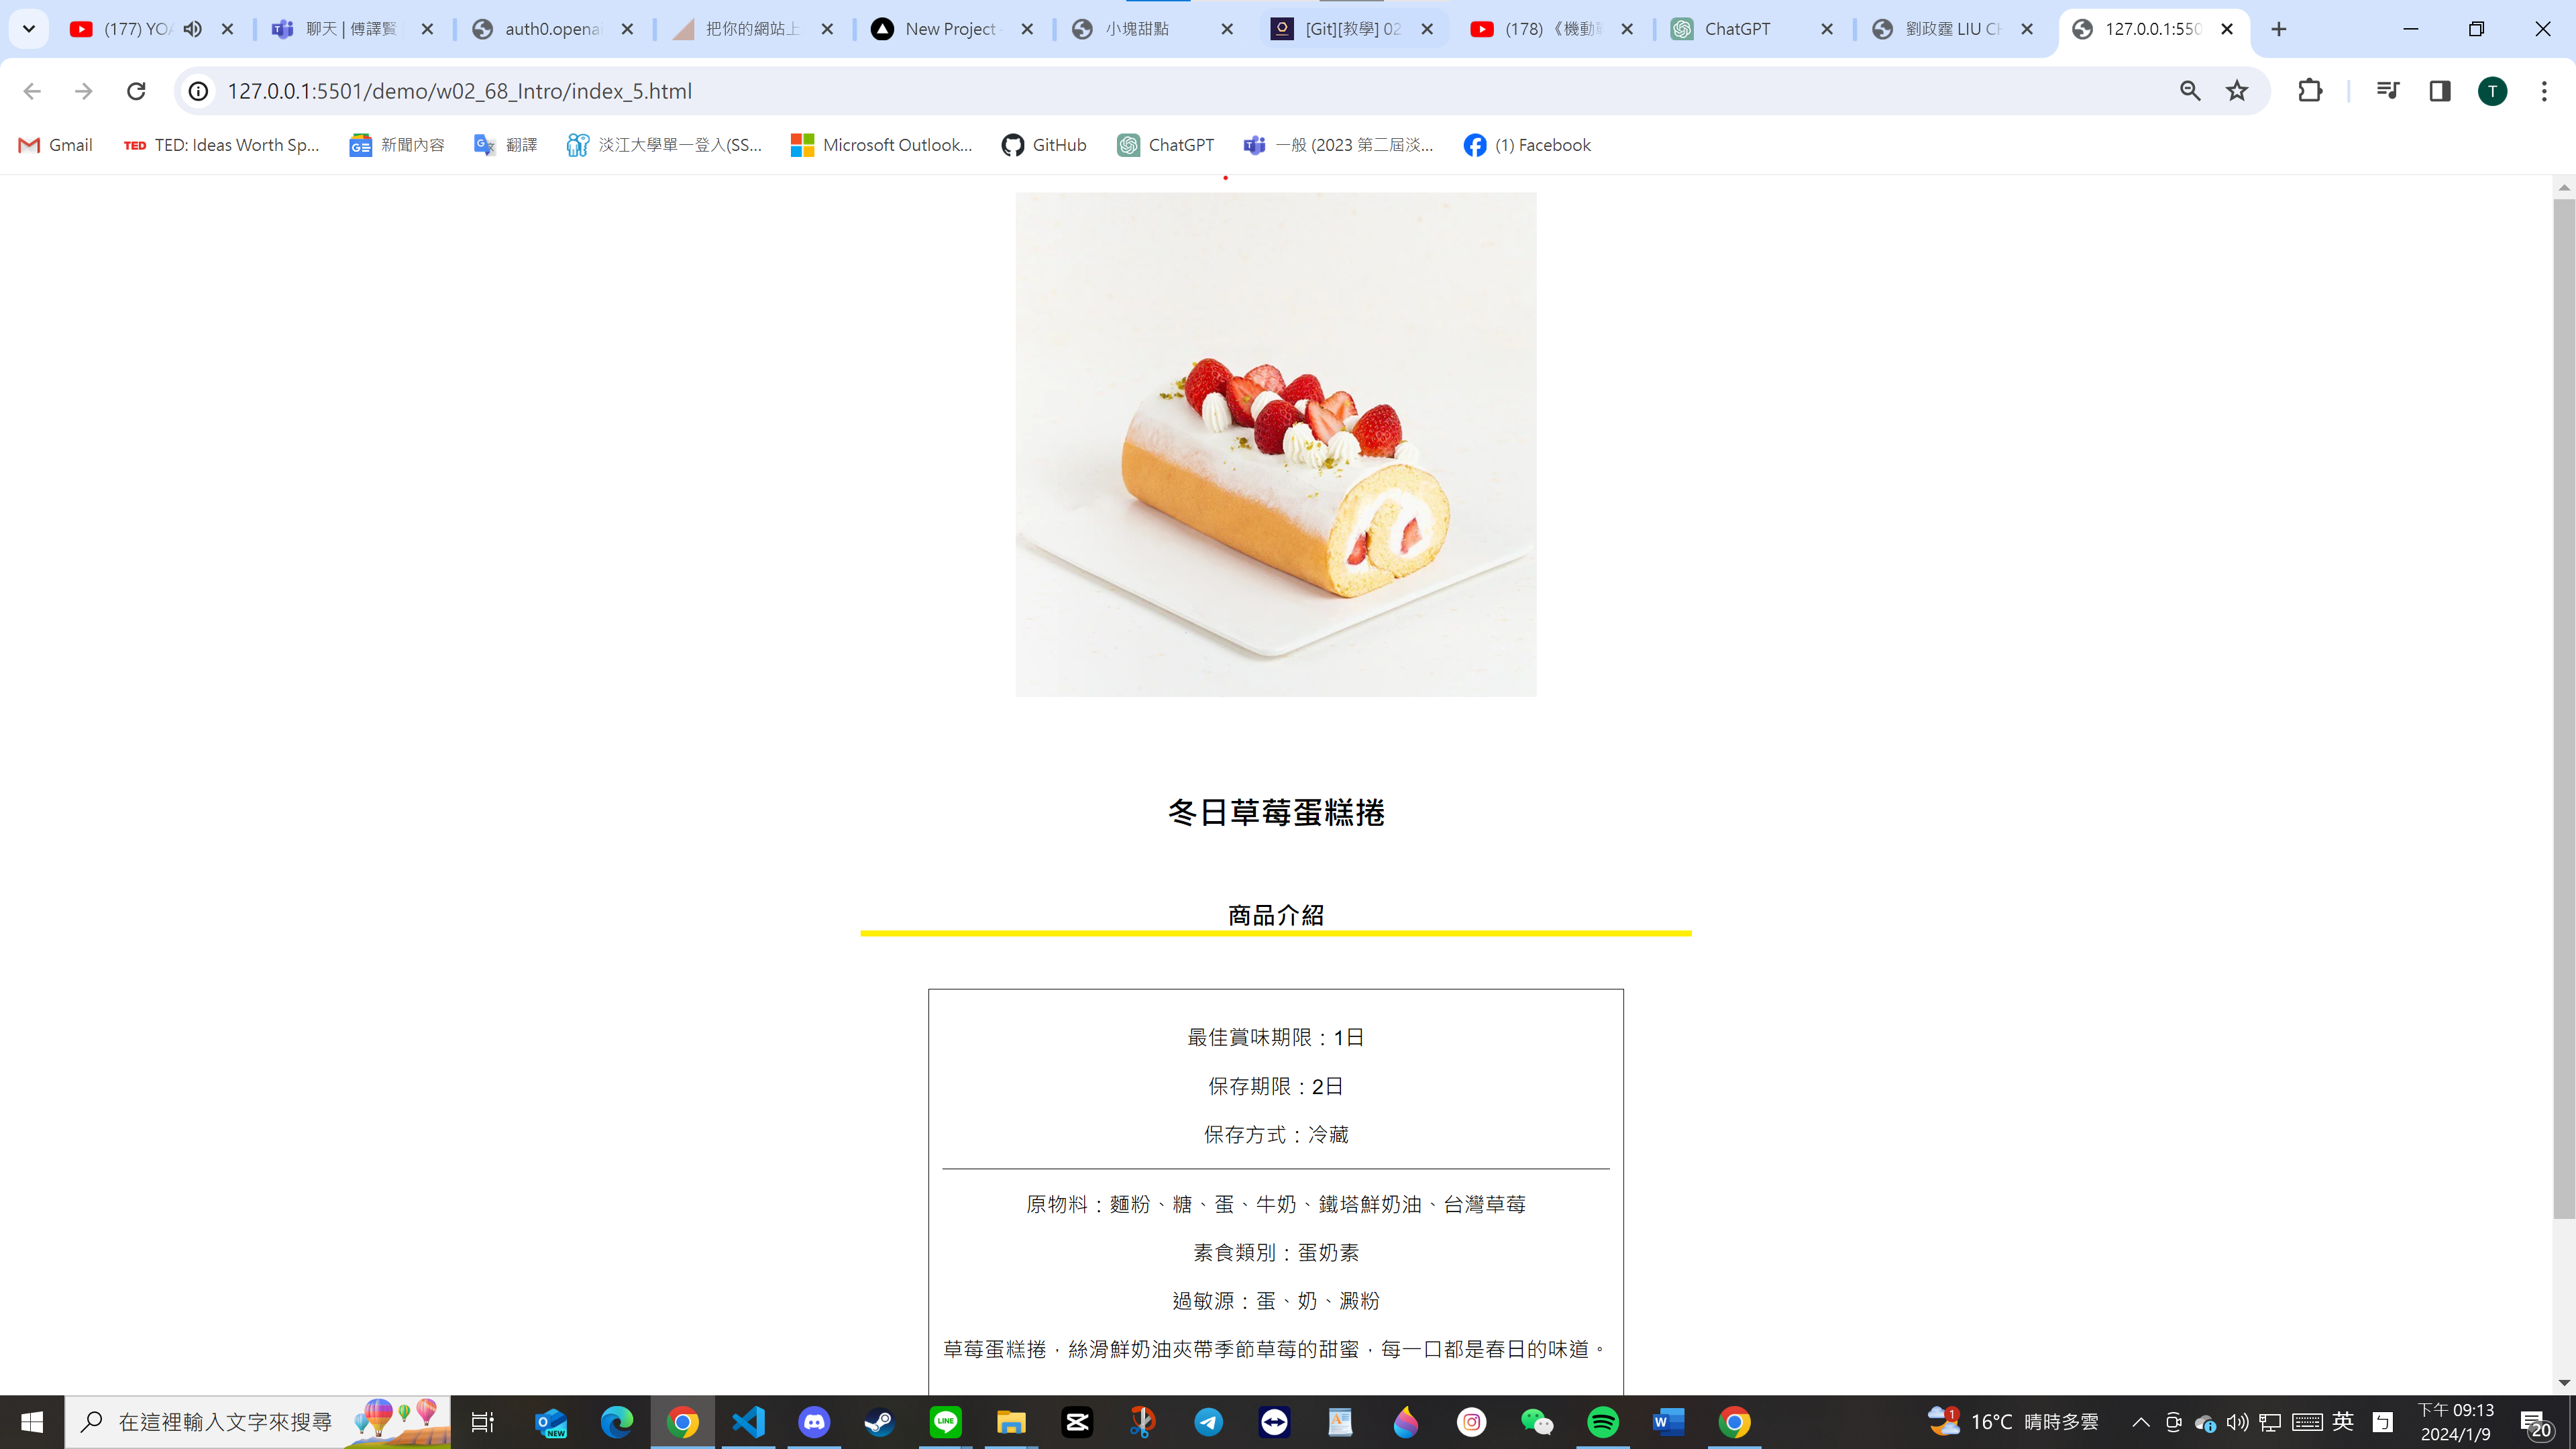 (177) YOA
聊天 | 傅譯賢
auth0.openai
把你的網站上
New Project -
小塊甜點
[Git][教學] 02
(178) 《機動
ChatGPT
劉政霆 LIU CH
127.0.0.1:550
127.0.0.1:5501/demo/w02_68_Intro/index_5.html
T
Gmail
TED TED: Ideas Worth Sp...
新聞內容
翻譯
淡江大學單一登入(SS...
Microsoft Outlook...
GitHub
ChatGPT
一般 (2023 第二屆淡...
(1) Facebook
冬日草莓蛋糕捲
商品介紹
最佳賞味期限：1日
保存期限：2日
保存方式：冷藏
原物料：麵粉、糖、蛋、牛奶、鐵塔鮮奶油、台灣草莓
素食類別：蛋奶素
過敏源：蛋、奶、澱粉
草莓蛋糕捲，絲滑鮮奶油夾帶季節草莓的甜蜜，每一口都是春日的味道。
在這裡輸入文字來搜尋
NEW
LINE
1
16°C 晴時多雲
英
下午 09:13
2024/1/9
20